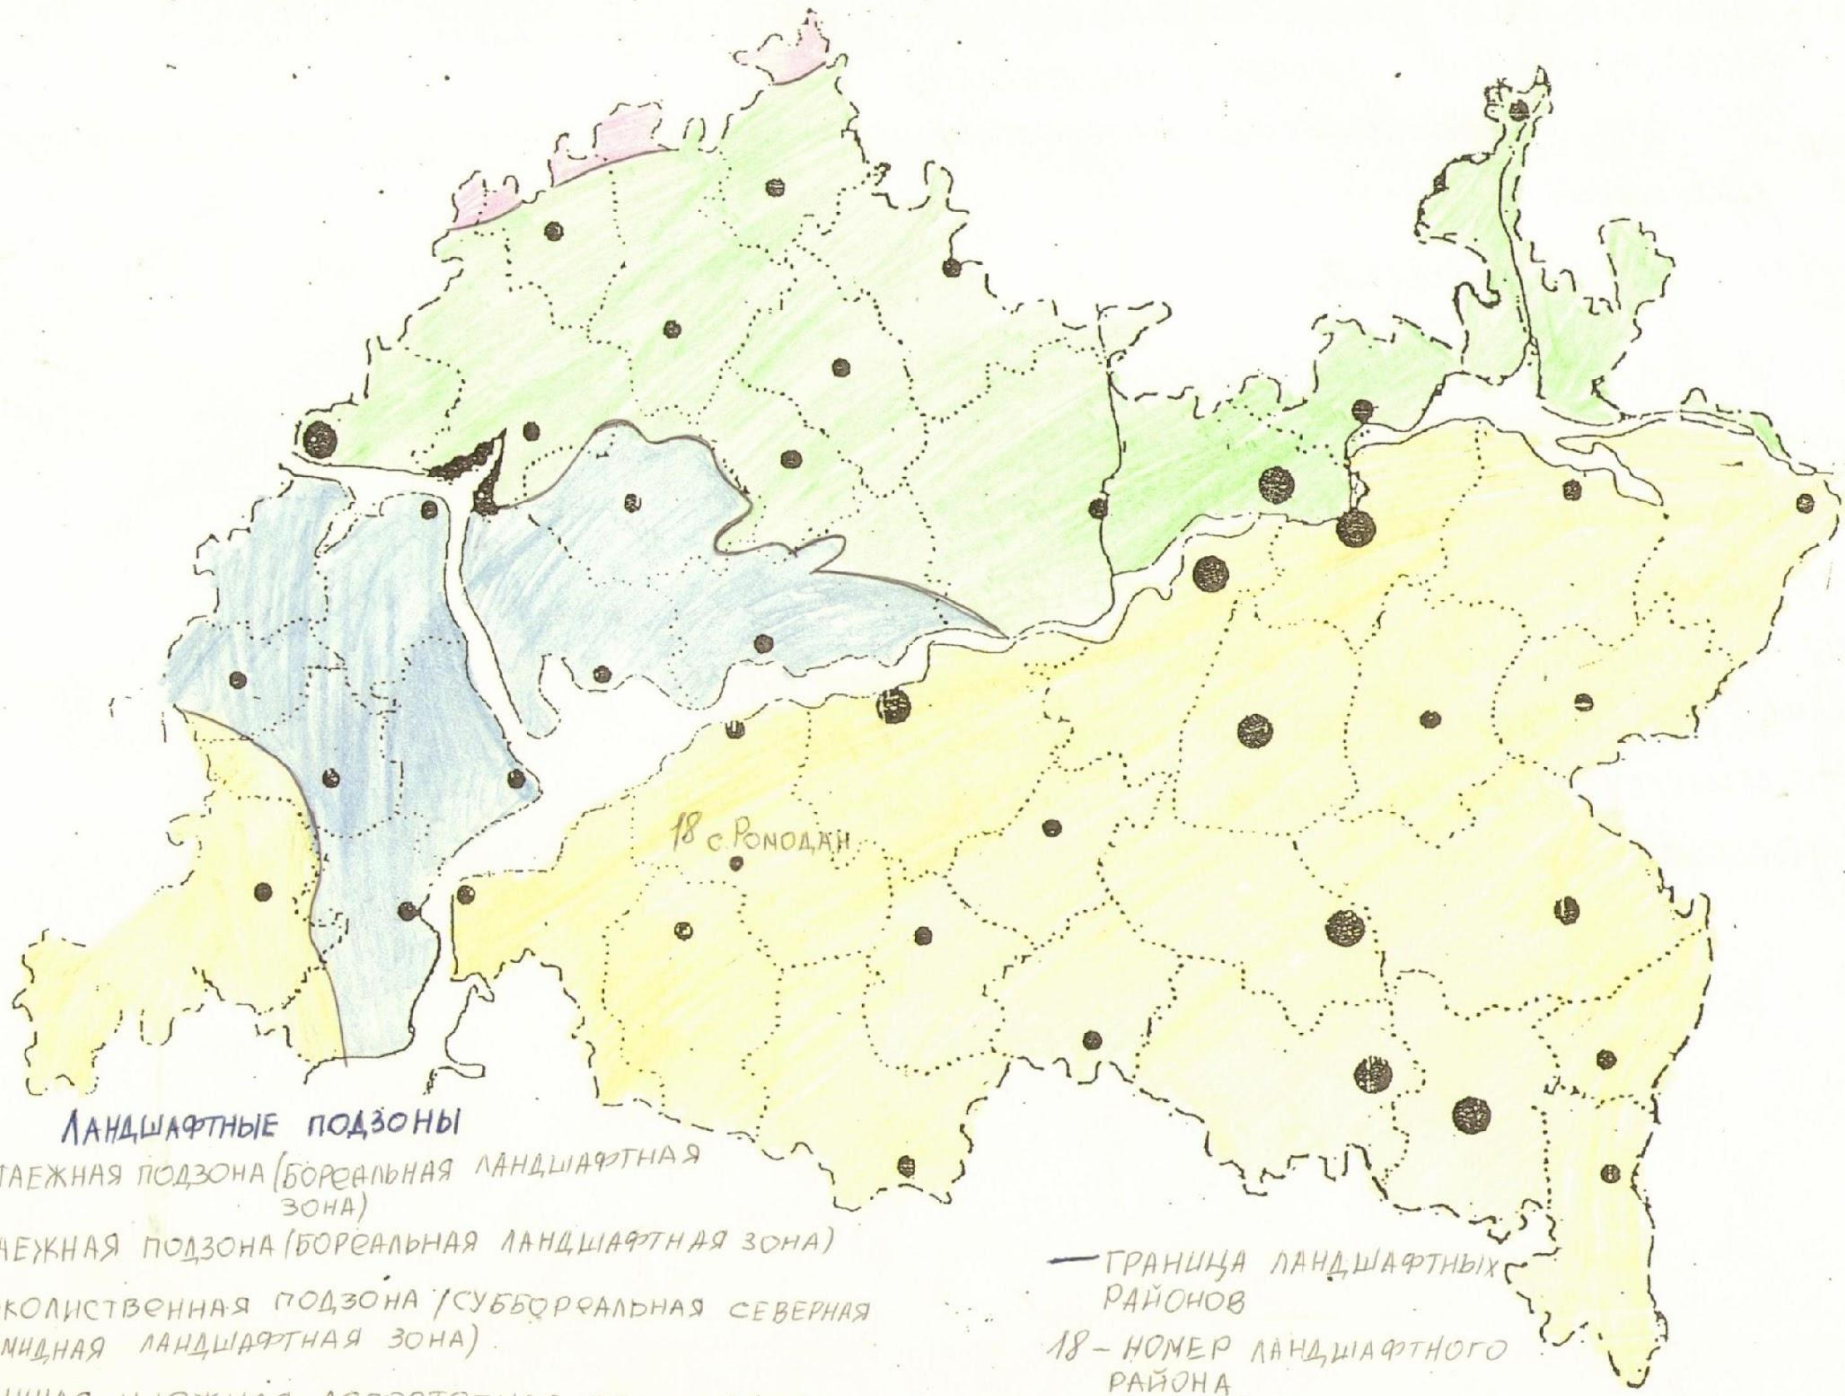 18 с. Ромодан
ЛАНДШАФТНЫЕ ПОДЗОНЫ
ТАЕЖНАЯ ПОДЗОНА (БОРЕАЛЬНАЯ ЛАНДШАФТНАЯ
ЗОНА)
АЕЖНАЯ ПОДЗОНА (БОРЕАЛЬНАЯ ЛАНДШАФТНАЯ ЗОНА)
КОЛИСТВЕННАЯ ПОДЗОНА (СУББОРЕАЛЬНАЯ СЕВЕРНАЯ
МИДНАЯ ЛАНДШАФТНАЯ ЗОНА)
— ГРАНИЦА ЛАНДШАФТНЫХ
РАЙОНОВ
18 – НОМЕР ЛАНДШАФТНОГО
РАЙОНА